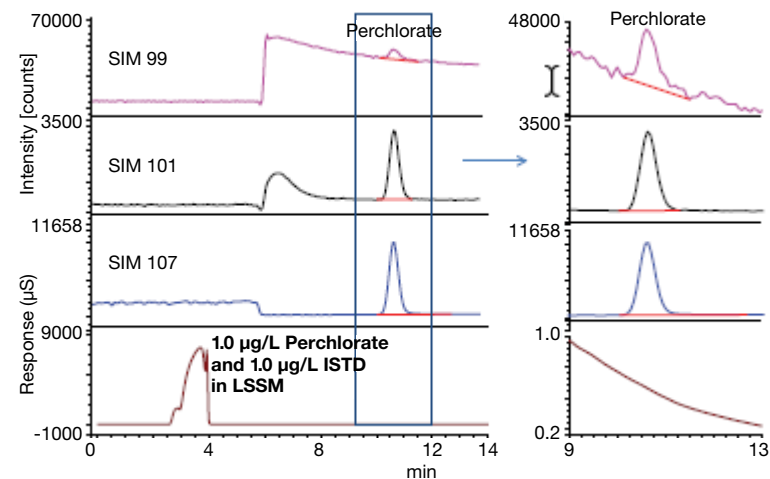 70000
Perchlorate
SIM 99
Intensity [counts]
3500
SIM 101
11658
SIM 107
Response (µS)
9000
1.0 µg/L Perchlorate
and 1.0 µg/L ISTD
in LSSM
-1000
0
4
8
12
14
min
48000
Perchlorate
3500
11658
1.0
0.2
9
13